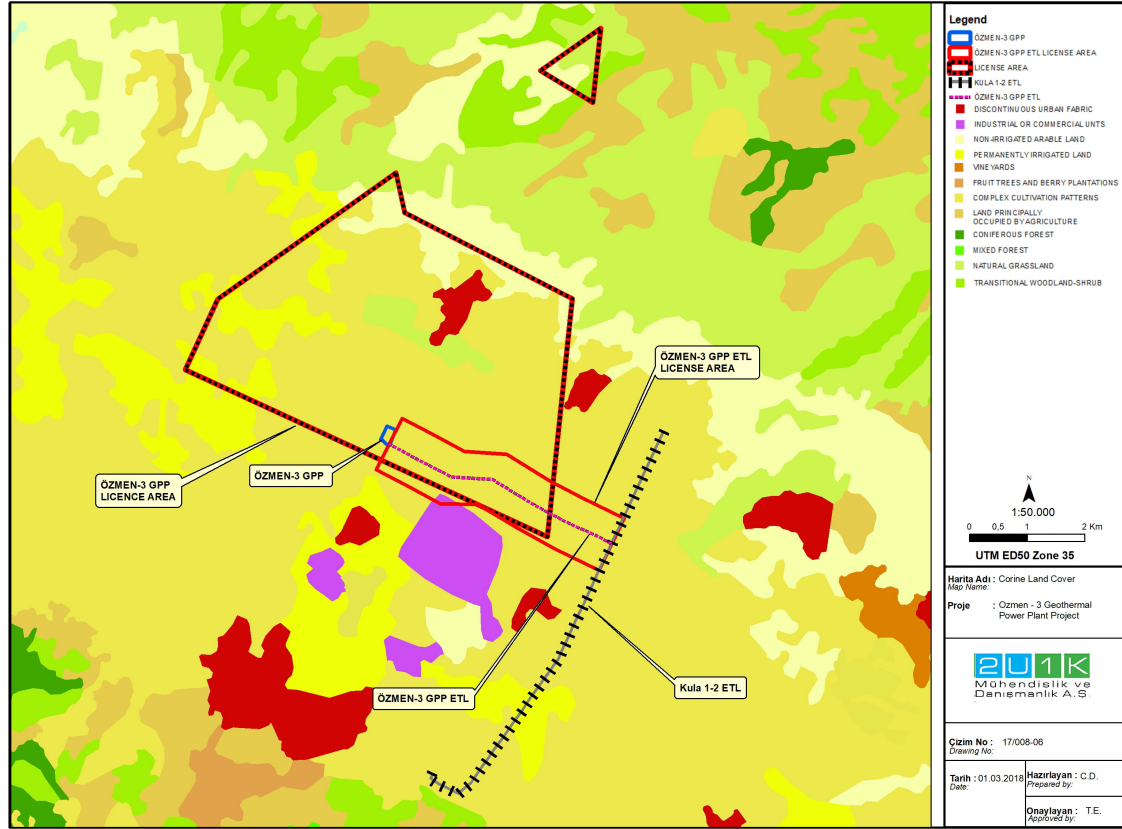 ÖZMEN-3 GPP ETL
LICENSE AREA
ÖZMEN-3 GPP
LICENCE AREA
ÖZMEN-3 GPP
ÖZMEN-3 GPP ETL
Kula 1-2 ETL
Legend
ÖZMEN-3 GPP
ÖZMEN-3 GPP ETL LICENSE AREA
LICENSE AREA
KULA 1-2 ETL
ÖZMEN-3 GPP ETL
DISCONTINUOUS URBAN FABRIC
INDUSTRIAL OR COMMERCIAL UNTS
NON-IRRIGATED ARABLE LAND
PERMANENTLY IRRIGATED LAND
VINEYARDS
FRUIT TREES AND BERRY PLANTATIONS
COMPLEX CULTIVATION PATTERNS
LAND PRINCIPALLY
OCCUPIED BY AGRICULTURE
CONIFEROUS FOREST
MIXED FOREST
NATURAL GRASSLAND
TRANSITIONAL WOODLAND-SHRUB
N
1:50.000
0 0,5 1 2 Km
UTM ED50 Zone 35
Harita Adı : Corine Land Cover
Map Name:
Proje : Ozmen - 3 Geothermal
Power Plant Project
2U1K
Mühendislik ve
Danışmanlık A.Ş.
Çizim No : 17/008-06
Drawing No:
Tarih : 01.03.2018
Date:
Hazırlayan : C.D.
Prepared by:
Onaylayan : T.E.
Approved by: